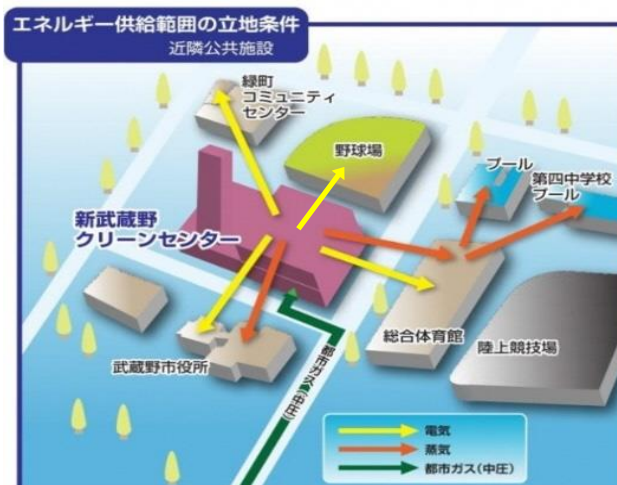 エネルギー供給範囲の立地条件
近隣公共施設
緑町
コミュニティ
センター
野球場
プール
第四中学校
プール
新武蔵野
クリーンセンター
総合体育館
陸上競技場
武蔵野市役所
都市ガス(中圧)
電気
蒸気
都市ガス(中圧)